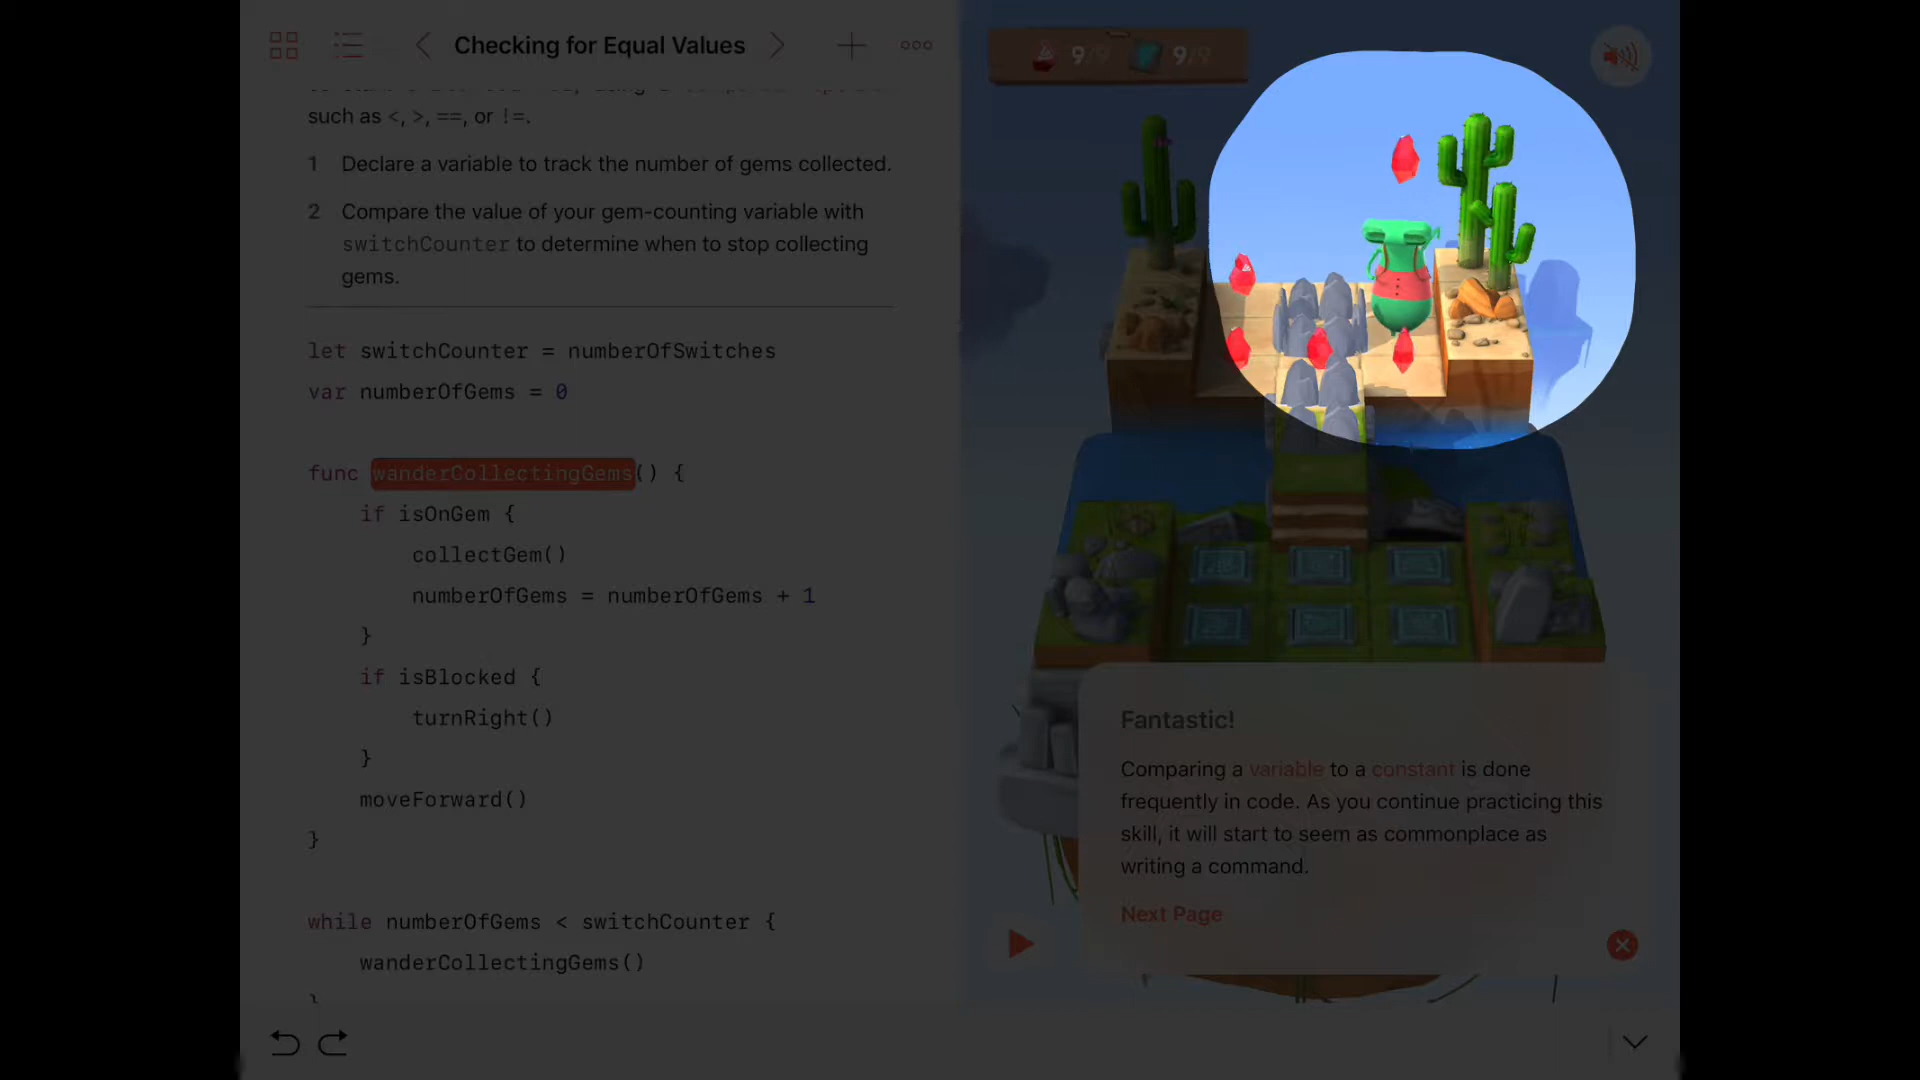 Checking for Equal Values
9/9 9/9
such as <, >, ==, or !=.
1 Declare a variable to track the number of gems collected.
2 Compare the value of your gem-counting variable with
switchCounter to determine when to stop collecting
gems.
let switchCounter = numberOfSwitches
var numberOfGems = 0
func wanderCollectingGems() {
if isOnGem {
collectGem()
numberOfGems = numberOfGems + 1
}
if isBlocked {
turnRight()
}
moveForward()
}
while numberOfGems < switchCounter {
wanderCollectingGems()
}
Fantastic!
Comparing a variable to a constant is done
frequently in code. As you continue practicing this
skill, it will start to seem as commonplace as
writing a command.
Next Page